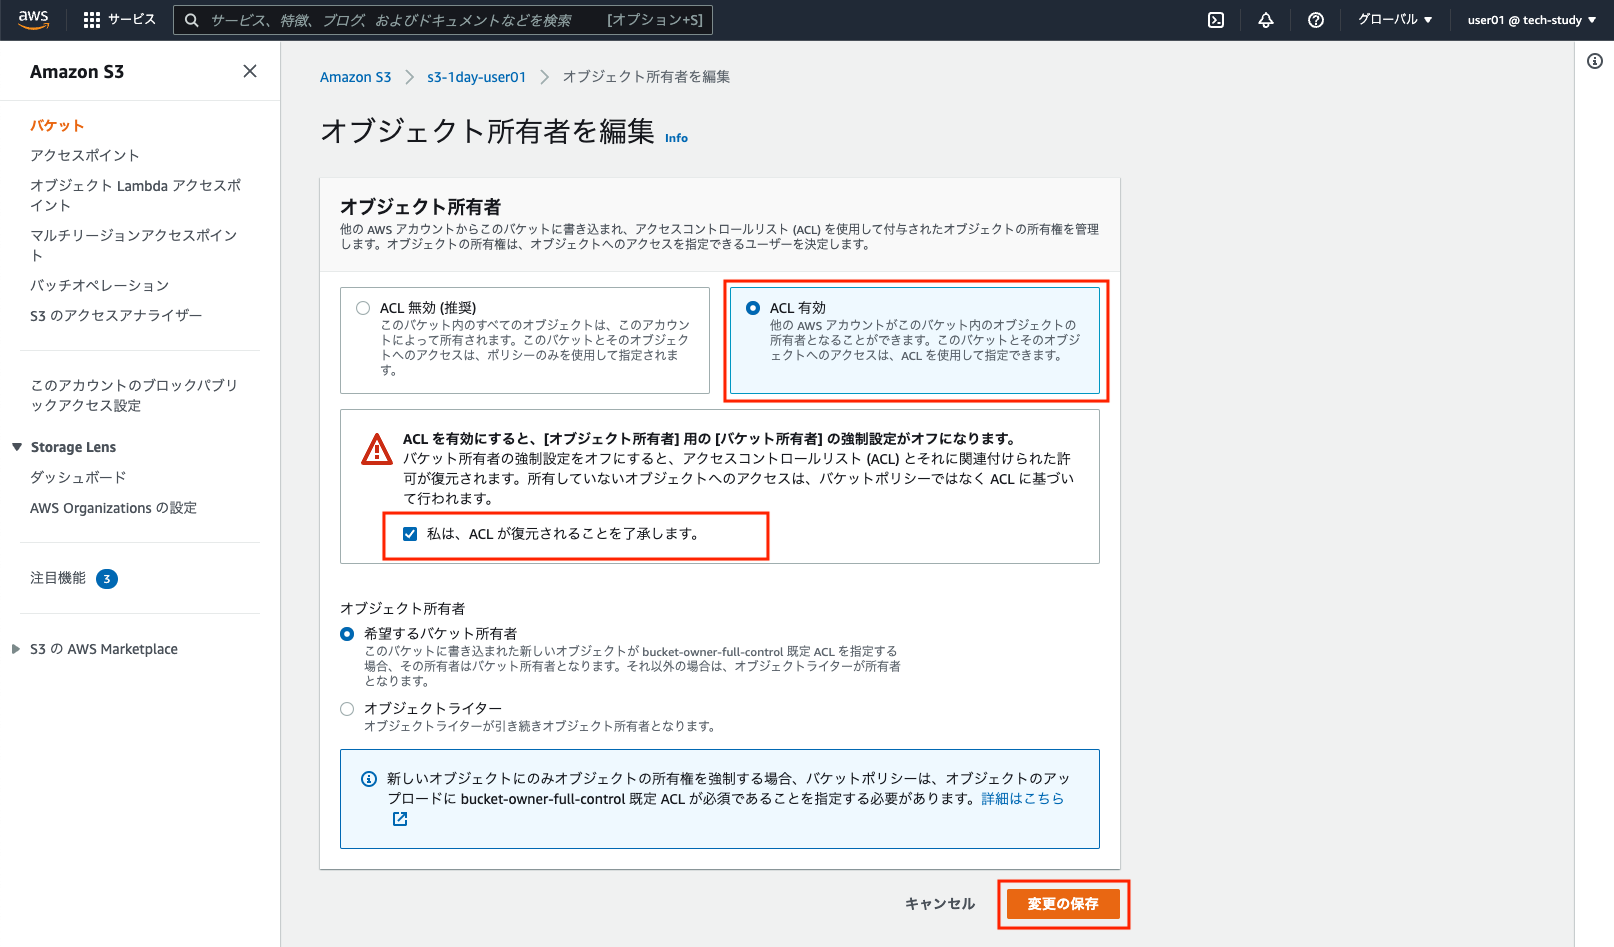 aws
サービス
サービス、特徴、ブログ、およびドキュメントなどを検索
[オプション+S]
グローバル
user01 @ tech-study
Amazon S3
バケット
アクセスポイント
オブジェクト Lambda アクセスポ
イント
マルチリージョンアクセスポイン
ト
バッチオペレーション
S3 のアクセスアナライザー
このアカウントのブロックパブリ
ックアクセス設定
Storage Lens
ダッシュボード
AWS Organizations の設定
注目機能 3
S3 の AWS Marketplace
Amazon S3
s3-1day-user01
オブジェクト所有者を編集
オブジェクト所有者を編集 Info
オブジェクト所有者
他の AWS アカウントからこのバケットに書き込まれ、アクセスコントロールリスト (ACL) を使用して付与されたオブジェクトの所有権を管理
します。オブジェクトの所有権は、オブジェクトへのアクセスを指定できるユーザーを決定します。
ACL 無効 (推奨)
このバケット内のすべてのオブジェクトは、このアカウン
トによって所有されます。このバケットとそのオブジェク
トへのアクセスは、ポリシーのみを使用して指定されま
す。
ACL 有効
他の AWS アカウントがこのバケット内のオブジェクトの
所有者となることができます。このバケットとそのオブジ
ェクトへのアクセスは、ACL を使用して指定できます。
ACL を有効にすると、[オブジェクト所有者] 用の [バケット所有者] の強制設定がオフになります。
バケット所有者の強制設定をオフにすると、アクセスコントロールリスト (ACL) とそれに関連付けられた許
可が復元されます。所有していないオブジェクトへのアクセスは、バケットポリシーではなく ACL に基づい
て行われます。
私は、ACL が復元されることを了承します。
オブジェクト所有者
希望するバケット所有者
このバケットに書き込まれた新しいオブジェクトが bucket-owner-full-control 既定 ACL を指定する
場合、その所有者はバケット所有者となります。それ以外の場合は、オブジェクトライターが所有者
となります。
オブジェクトライター
オブジェクトライターが引き続きオブジェクト所有者となります。
新しいオブジェクトにのみオブジェクトの所有権を強制する場合、バケットポリシーは、オブジェクトのアッ
プロードに bucket-owner-full-control 既定 ACL が必須であることを指定する必要があります。詳細はこちら
キャンセル
変更の保存